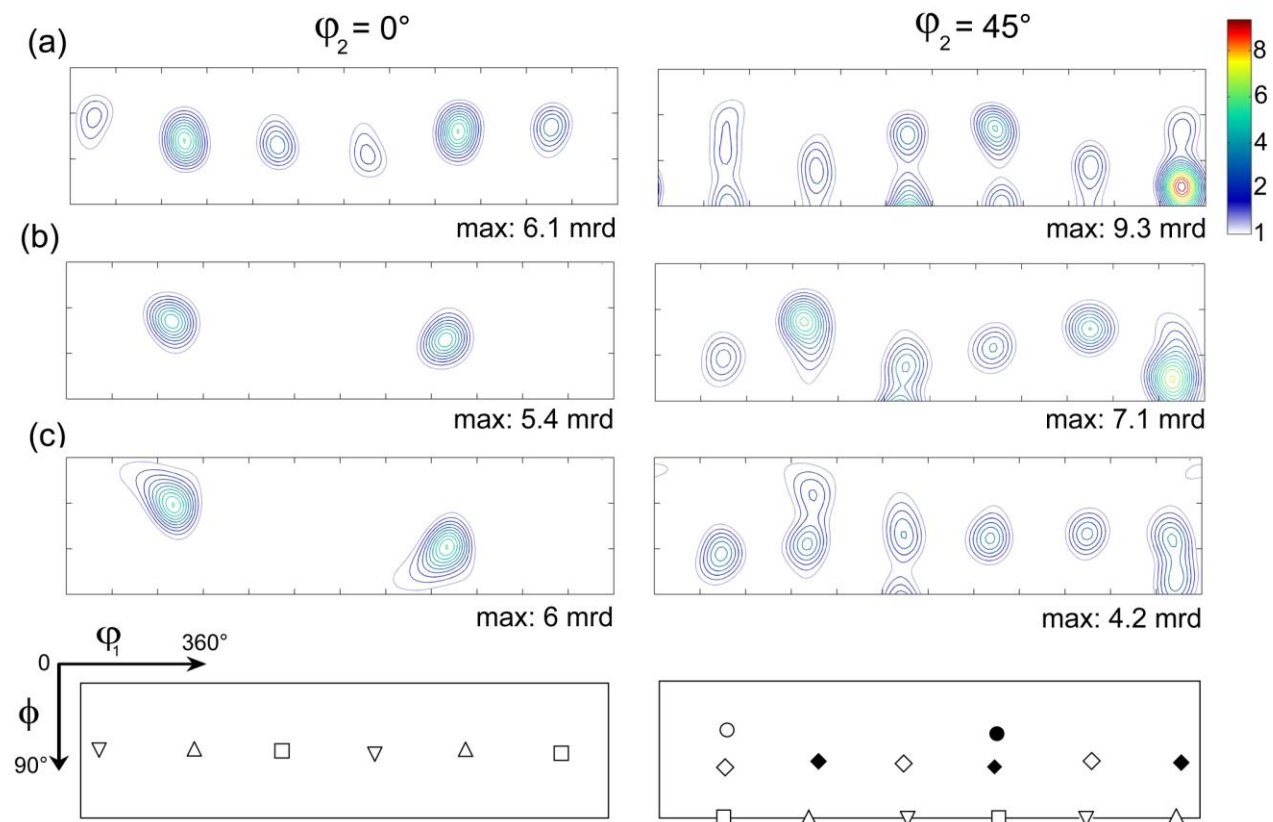 φ₂ = 0° φ₂ = 45°
(a)
8
6
4
2
1
max: 6.1 mrd max: 9.3 mrd
(b)
max: 5.4 mrd max: 7.1 mrd
(c)
max: 6 mrd max: 4.2 mrd
φ₁ 360°
0
ϕ
90°